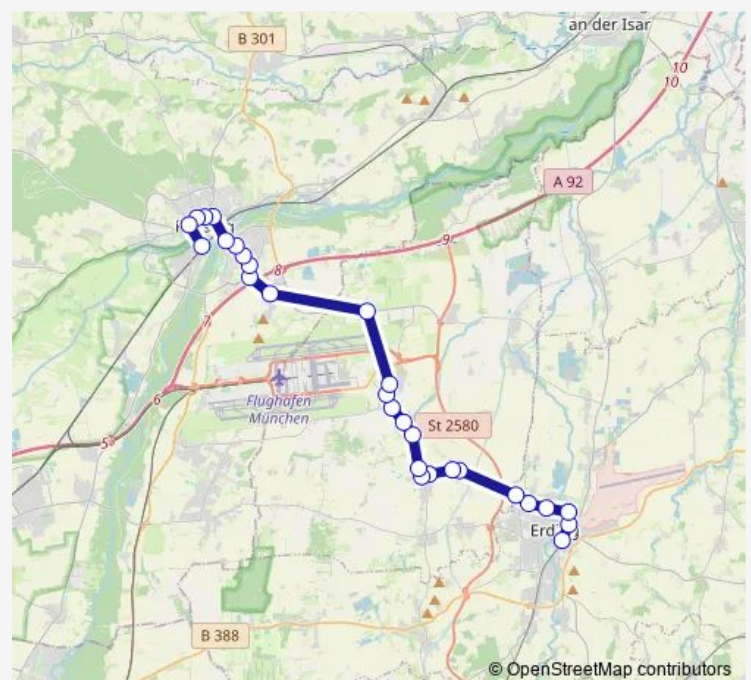 an der Isar
B 301
10
10
A 92
9
8
7
6
5
Flughafen
München
St 2580
B 388
© OpenStreetMap contributors